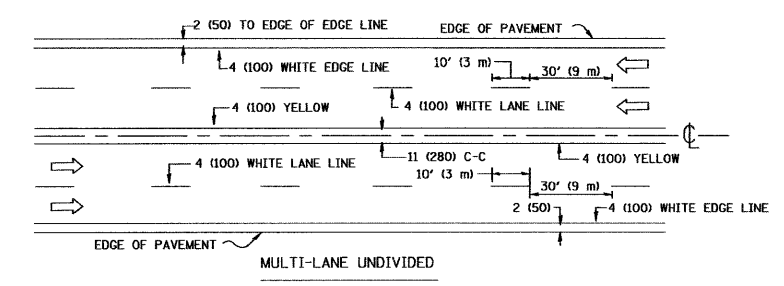 2 (50) TO EDGE OF EDGE LINE
EDGE OF PAVEMENT
4 (100) WHITE EDGE LINE
10' (3 m)
30' (9 m)
4 (100) YELLOW
4 (100) WHITE LANE LINE
4 (100) WHITE LANE LINE
11 (280) C-C
4 (100) YELLOW
10' (3 m)
30' (9 m)
2 (50)
4 (100) WHITE EDGE LINE
EDGE OF PAVEMENT
MULTI-LANE UNDIVIDED